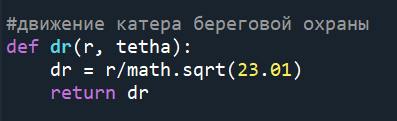 #движение катера береговой охраны
def dr(r, tetha):
    dr = r/math.sqrt(23.01)
    return dr